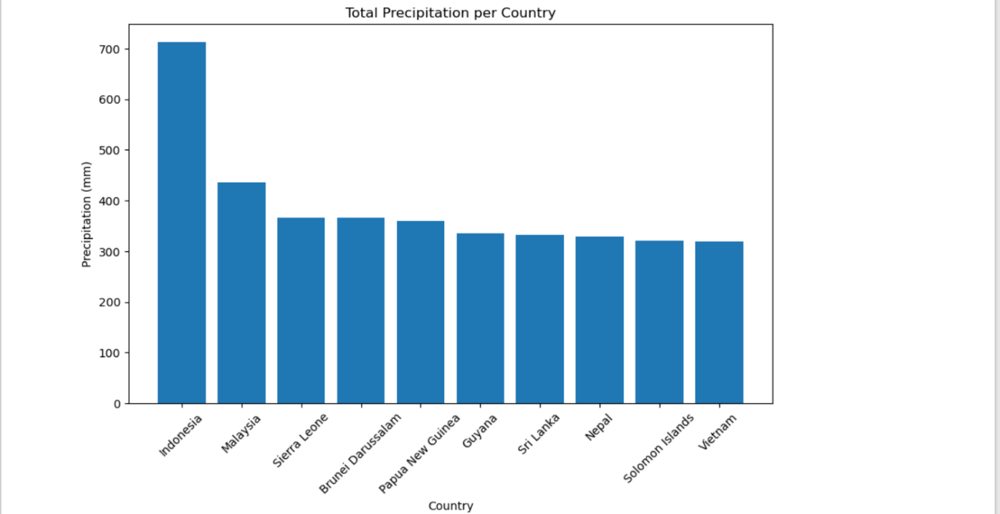 Total Precipitation per Country
Precipitation (mm)
700
600
500
400
300
200
100
0
Indonesia
Malaysia
Sierra Leone
Brunei Darussalam
Papua New Guinea
Guyana
Sri Lanka
Nepal
Solomon Islands
Vietnam
Country